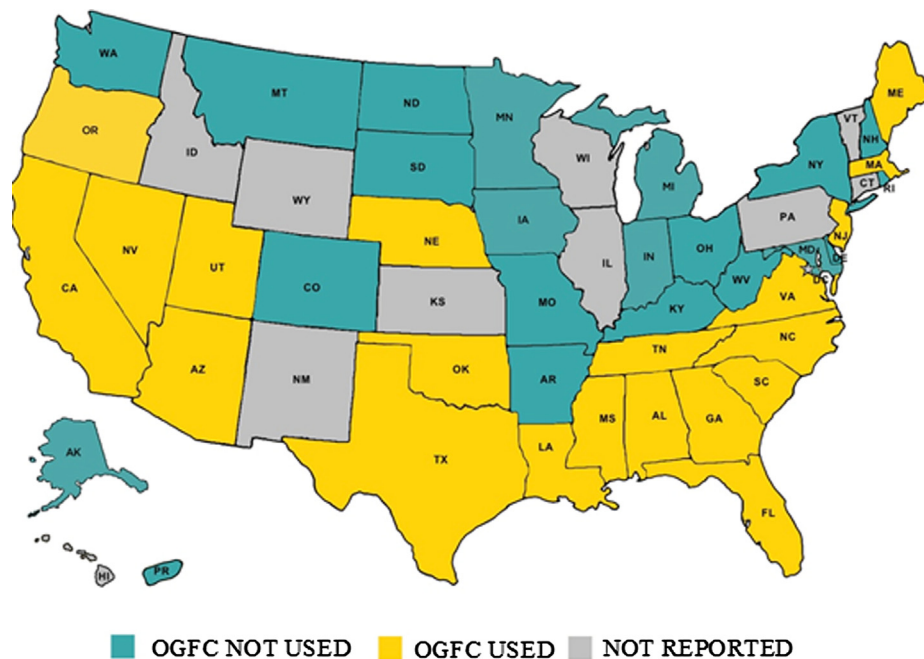 WA
MT
ND
MN
ME
OR
ID
SD
WI
MI
VT
NH
NY
MA
CT
RI
WY
IA
PA
NJ
NV
UT
NE
IL
IN
OH
MD
DE
DC
WV
CA
CO
KS
MO
KY
VA
AZ
NM
OK
AR
TN
NC
SC
TX
LA
MS
AL
GA
FL
AK
HI
PR
OGFC NOT USED OGFC USED NOT REPORTED